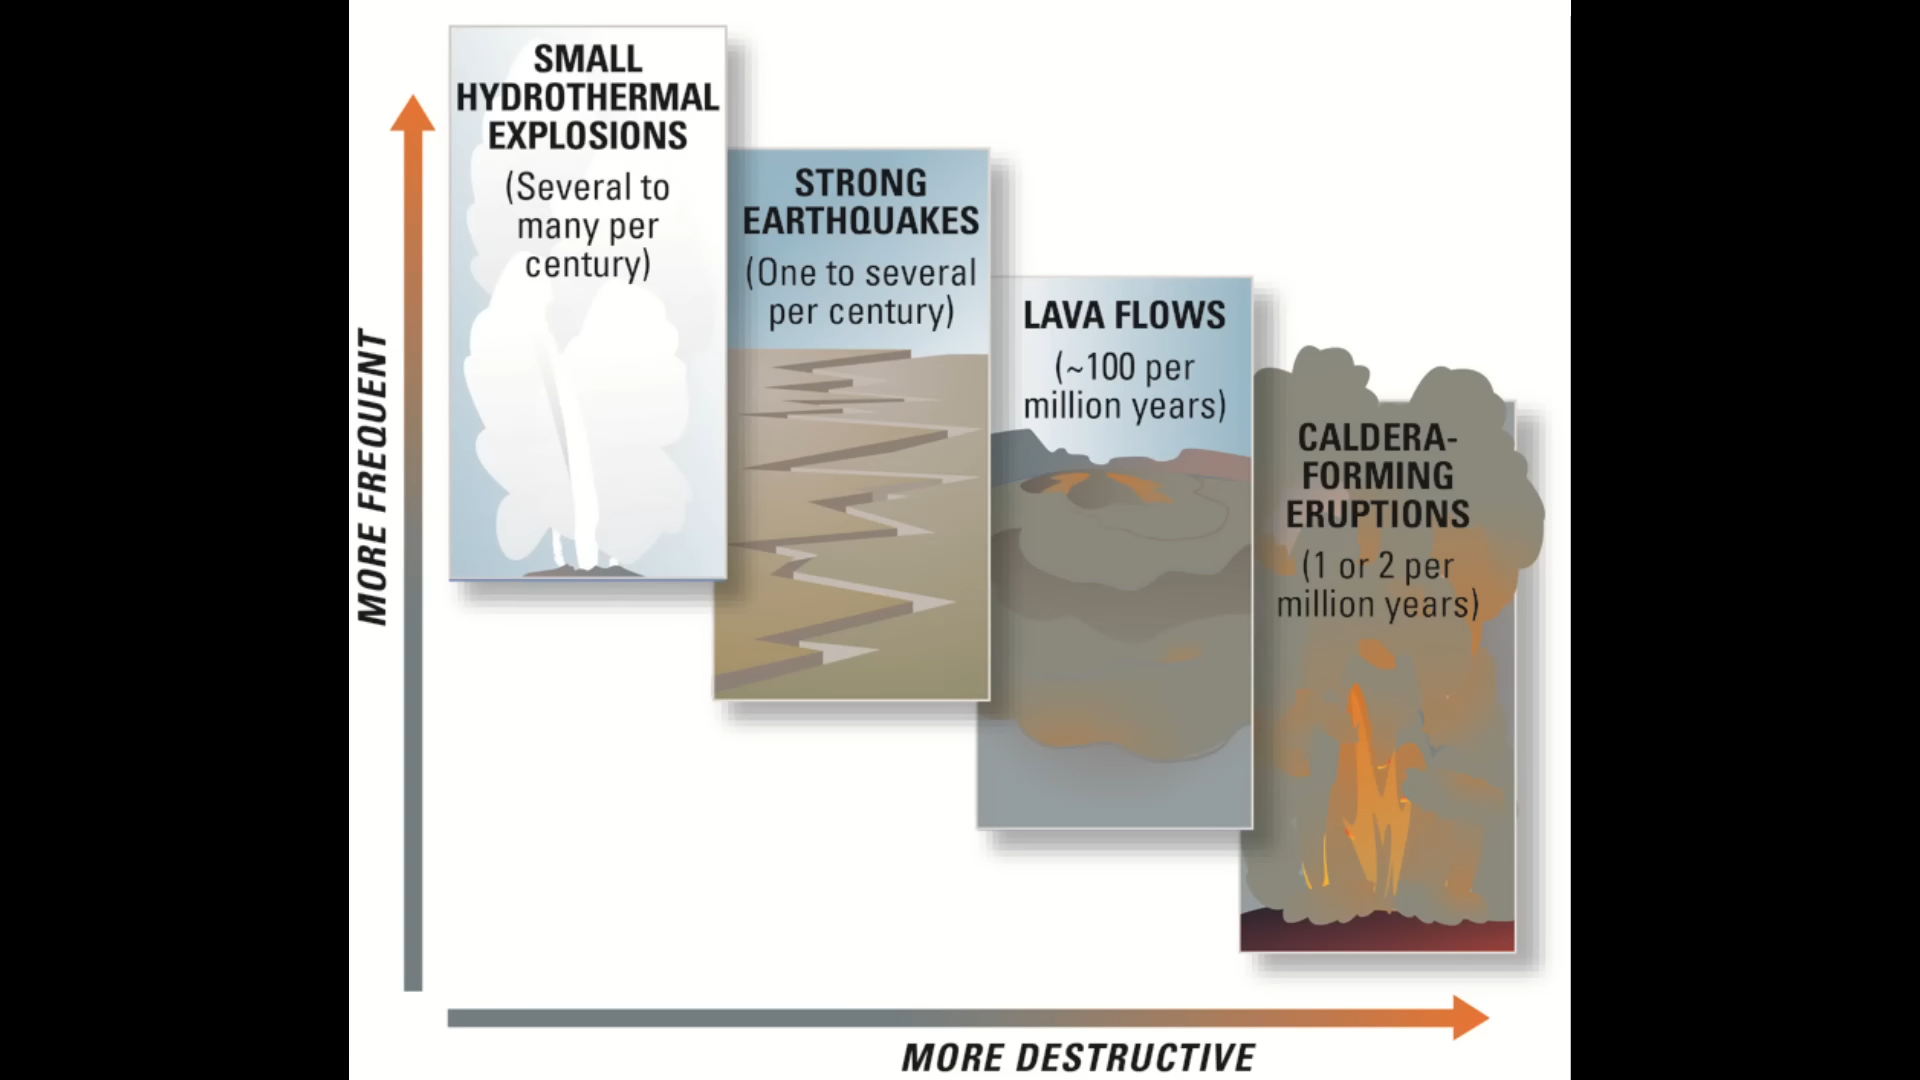 SMALL
HYDROTHERMAL
EXPLOSIONS
(Several to
many per
century)
STRONG
EARTHQUAKES
(One to several
per century)
LAVA FLOWS
(~100 per
million years)
CALDERA-
FORMING
ERUPTIONS
(1 or 2 per
million years)
MORE FREQUENT
MORE DESTRUCTIVE